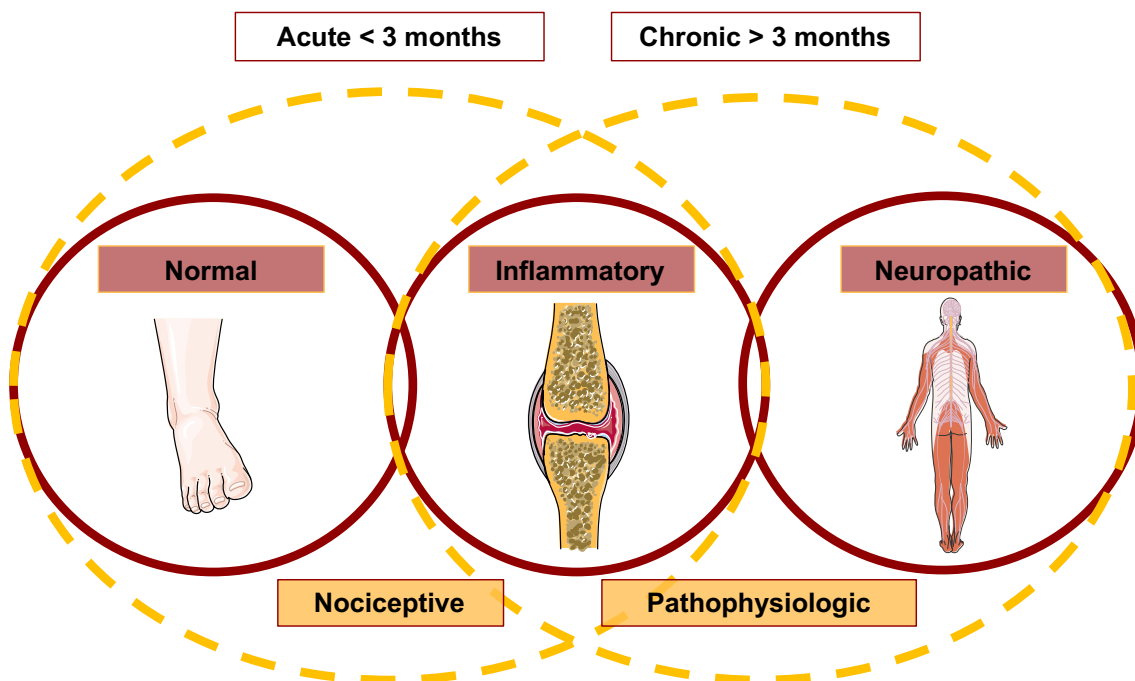 Acute < 3 months
Chronic > 3 months
Normal
Inflammatory
Neuropathic
Nociceptive
Pathophysiologic